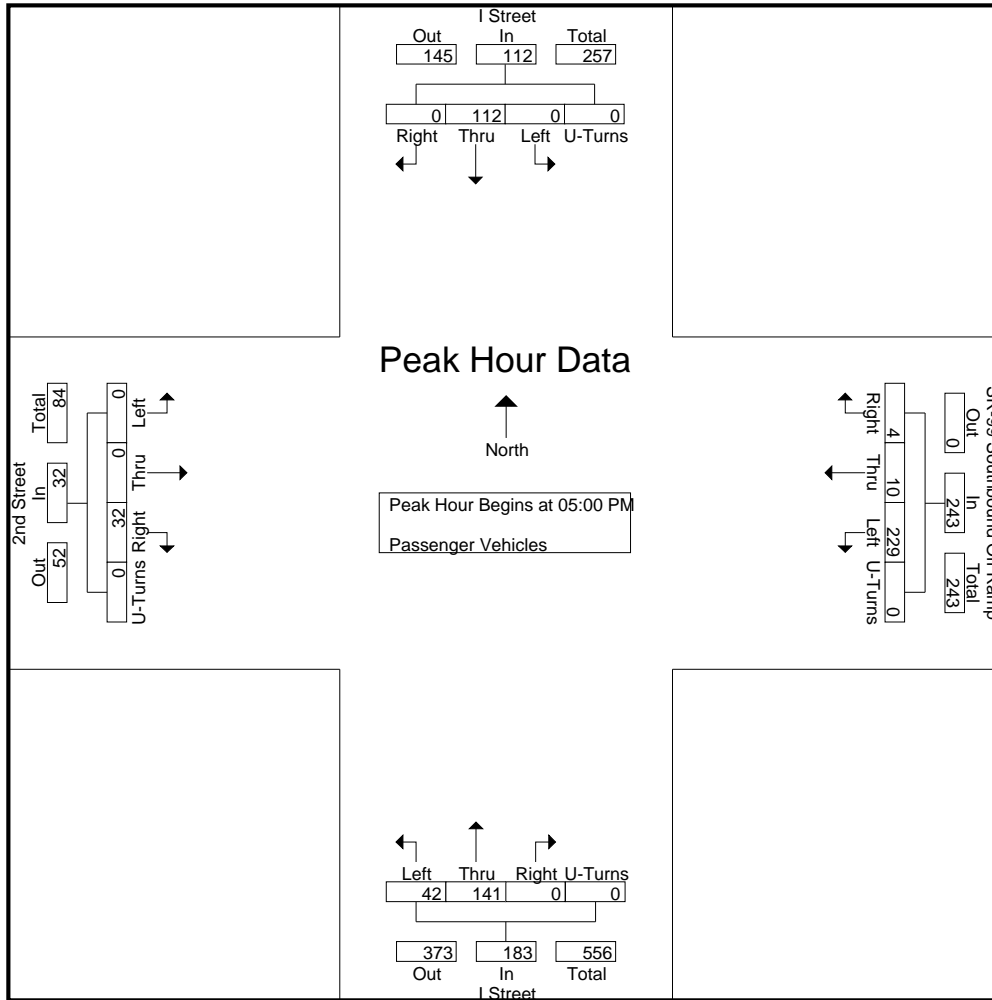 I Street
Out In Total
145 112 257
0 112 0 0
Right Thru Left U-Turns
Peak Hour Data
North
Peak Hour Begins at 05:00 PM
Passenger Vehicles
2nd Street
Total In Out
84 32 52
0 0 32 0
Left Thru Right U-Turns
Right Thru Left U-Turns
4 10 229 0
Out In Total
0 243 243
Southbound Ramp
Left Thru Right U-Turns
42 141 0 0
373 183 556
Out In Total
I Street